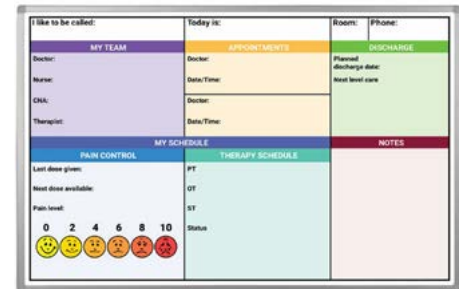 I like to be called:
Today is:
Room:
Phone:
MY TEAM
APPOINTMENTS
DISCHARGE
Doctor:
Nurse:
CNA:
Therapist:
Doctor:
Date/Time:
Doctor:
Date/Time:
Planned
discharge date:
Next level care
MY SCHEDULE
NOTES
PAIN CONTROL
THERAPY SCHEDULE
Last dose given:
Next dose available:
Pain level:
0 2 4 6 8 10
PT
OT
ST
Status